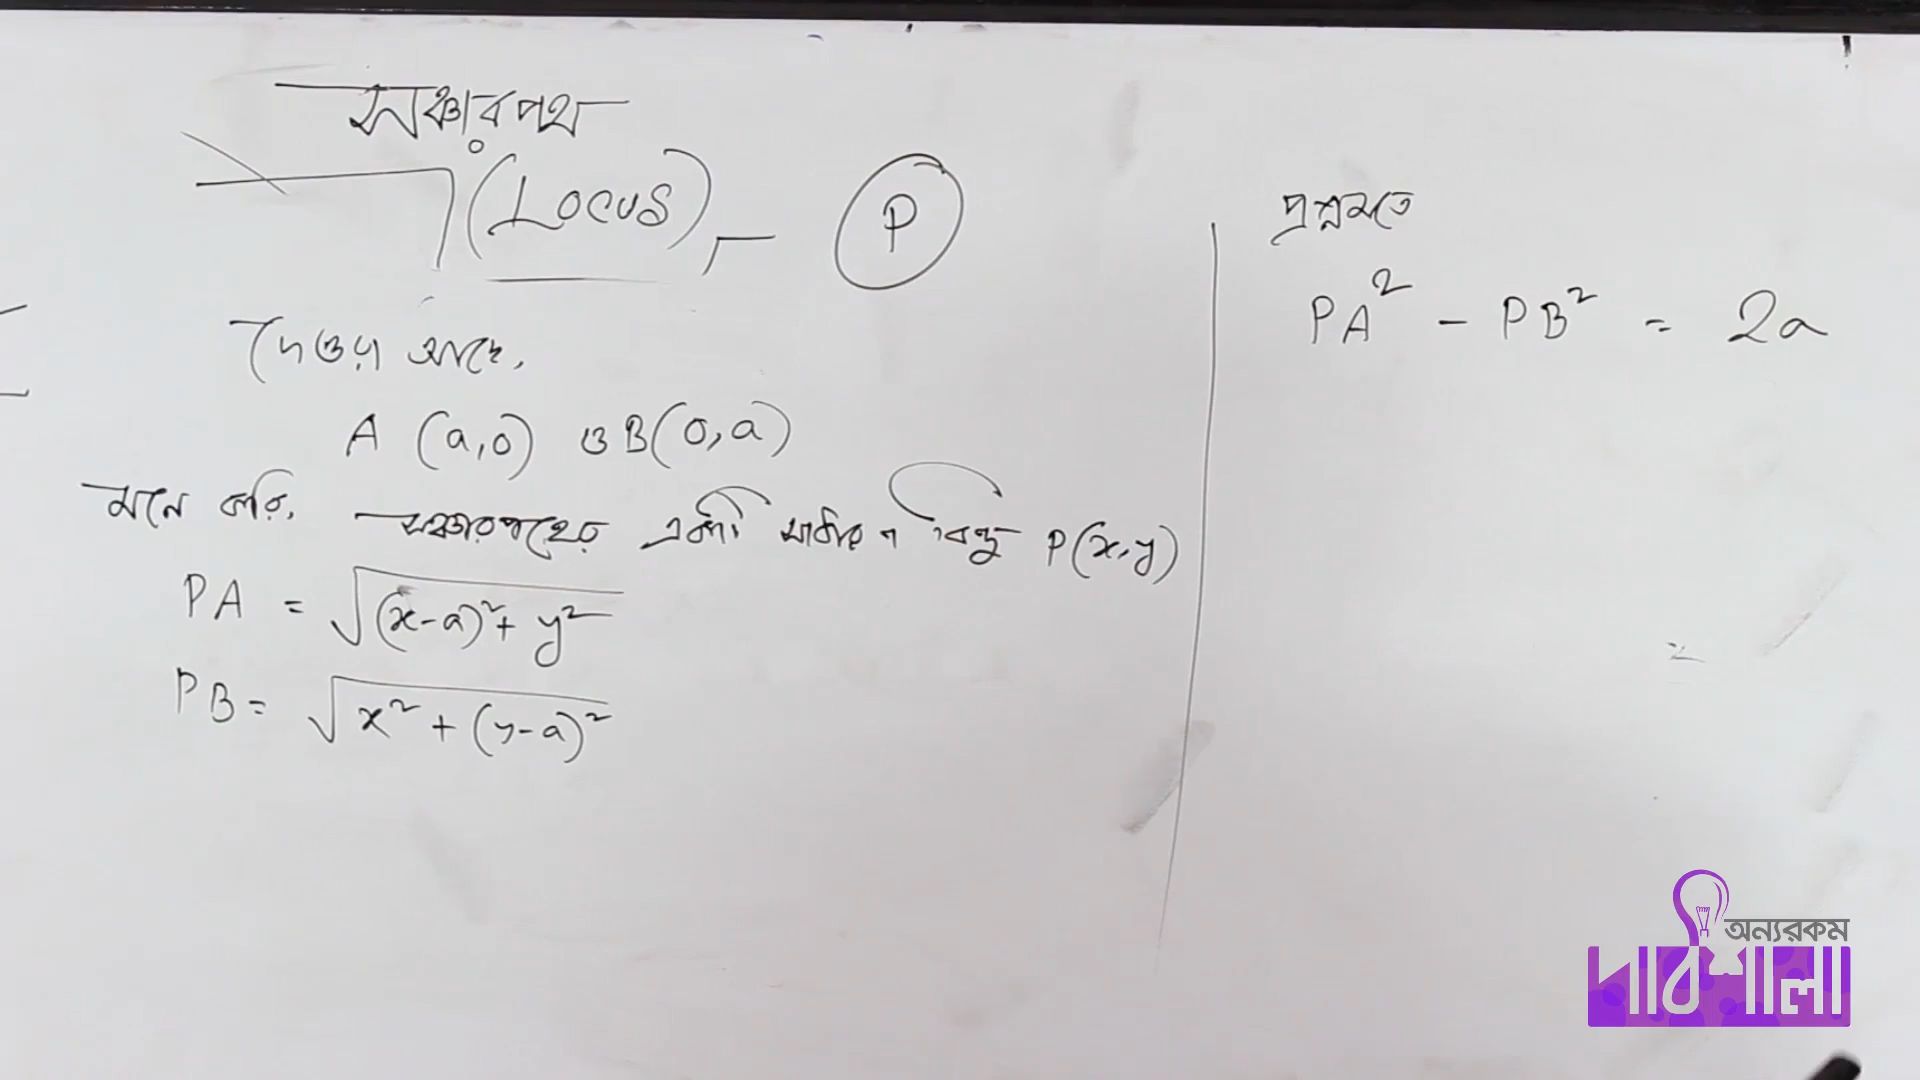 সঞ্চারপথ
(Locus) P
দেওয়া আছে,
A (a,0) ও B(0,a)
মনে করি, সঞ্চারপথের একটি সাধারণ বিন্দু P(x,y)
PA = √(x-a)²+ y²
PB = √x² + (y-a)²
প্রশ্নমতে
PA² - PB² = 2a
=
অন্যরকম
পাঠশালা